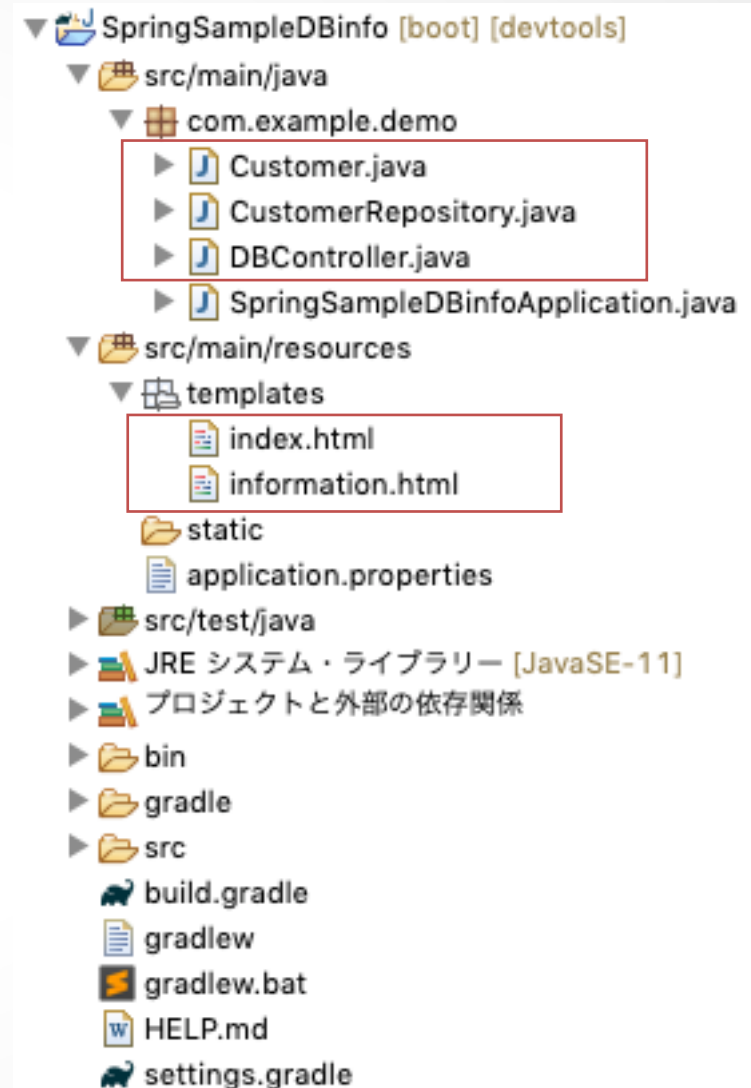 SpringSampleDBinfo [boot] [devtools]
src/main/java
com.example.demo
Customer.java
CustomerRepository.java
DBController.java
SpringSampleDBinfoApplication.java
src/main/resources
templates
index.html
information.html
static
application.properties
src/test/java
JRE システム・ライブラリー [JavaSE-11]
プロジェクトと外部の依存関係
bin
gradle
src
build.gradle
gradlew
gradlew.bat
HELP.md
settings.gradle